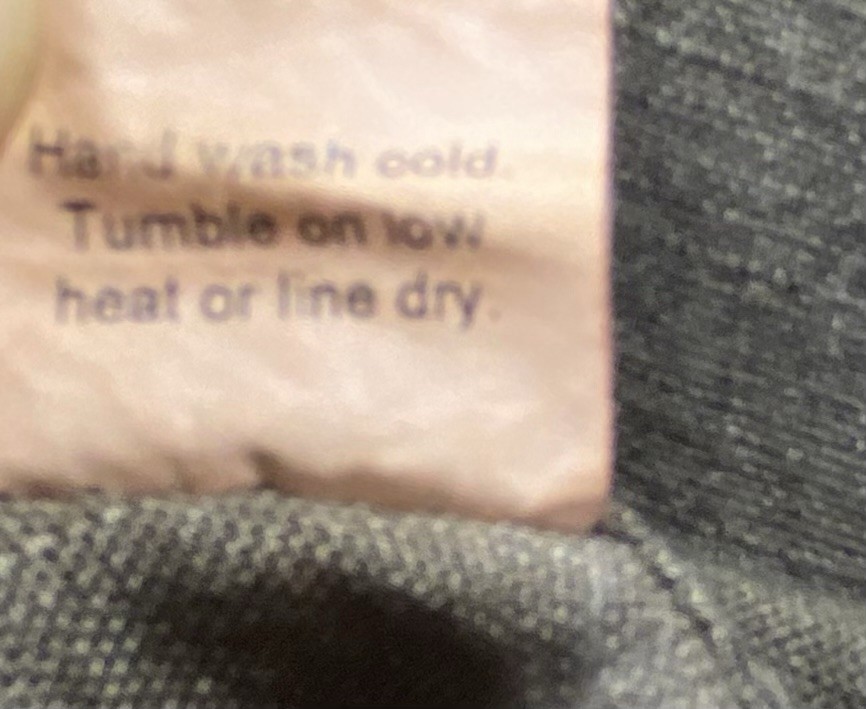 Hand wash cold.
Tumble on low
heat or line dry.